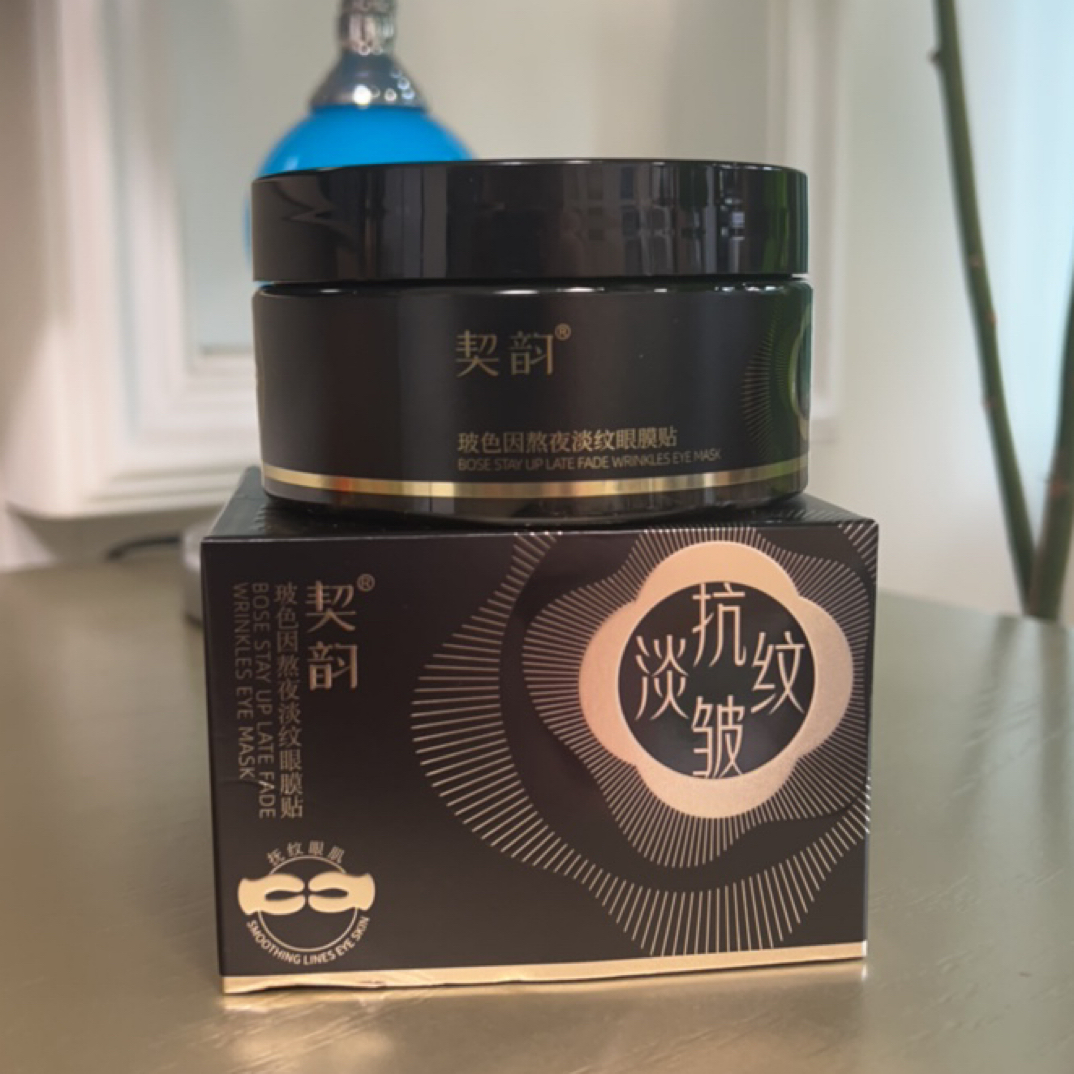 契韵®
玻色因熬夜淡纹眼膜贴
BOSE STAY UP LATE FADE WRINKLES EYE MASK
契韵®
玻色因熬夜淡纹眼膜贴
BOSE STAY UP LATE FADE
WRINKLES EYE MASK
抗皱
淡纹
抚纹眼肌
SMOOTHING LINES EYE SKIN